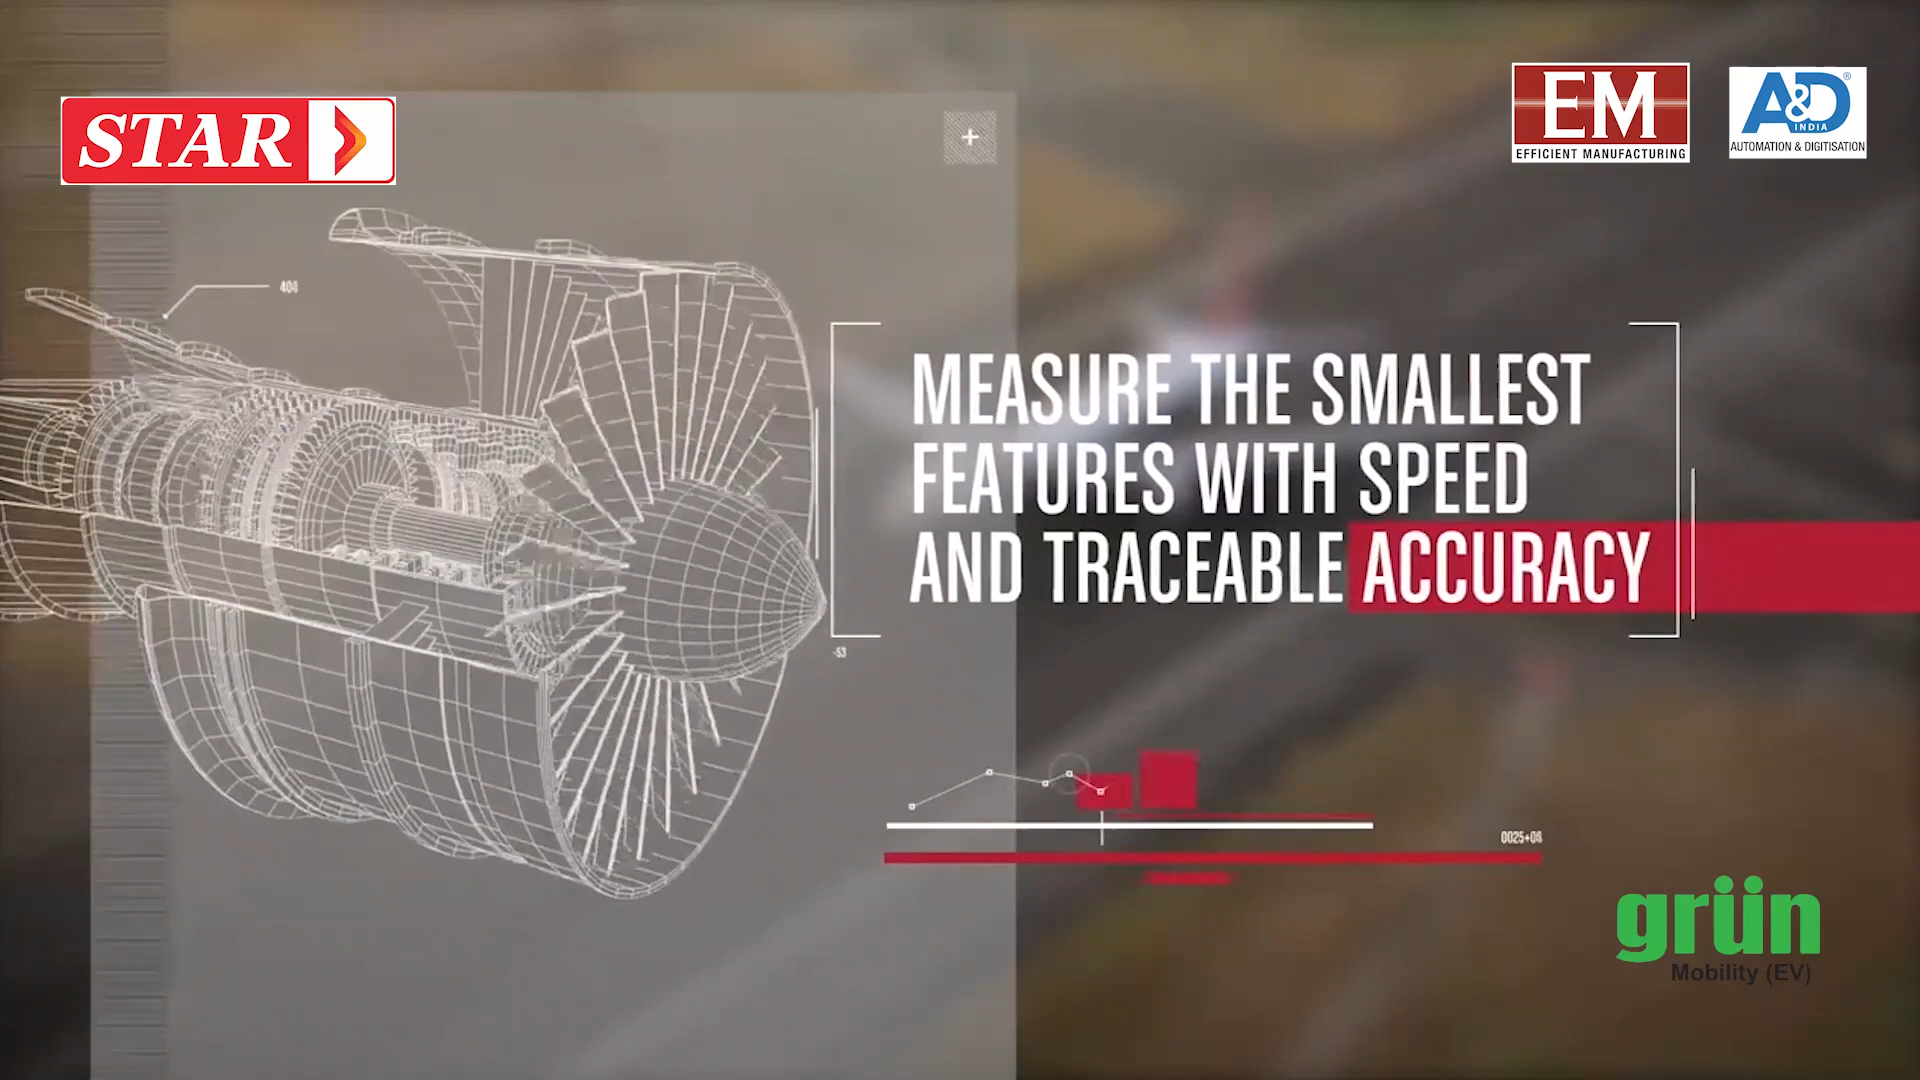 STAR
EM
EFFICIENT MANUFACTURING
A&D®
INDIA
AUTOMATION & DIGITISATION
404
MEASURE THE SMALLEST
FEATURES WITH SPEED
AND TRACEABLE ACCURACY
-53
0025+06
grün
Mobility (EV)